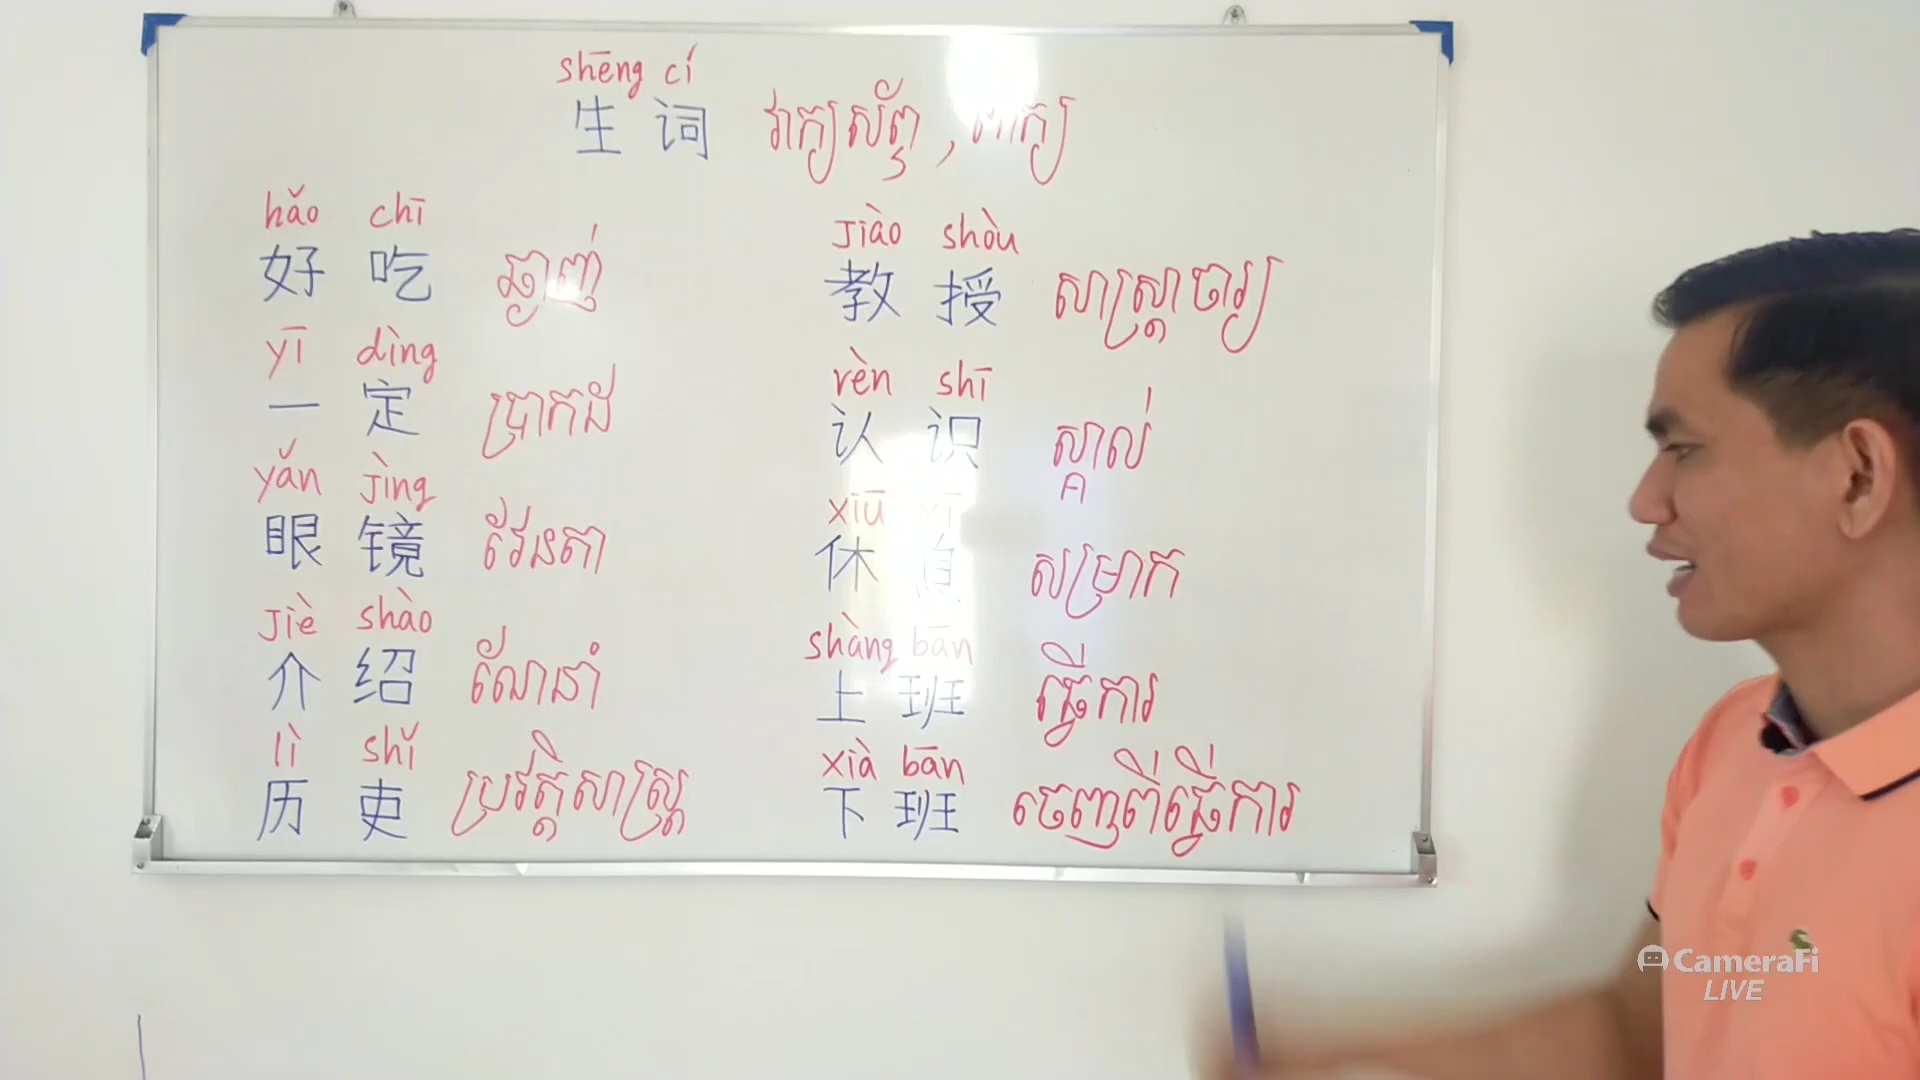 shēng cí
生 词 វាក្យស័ព្ទ , ពាក្យ
hǎo chī
好 吃 ឆ្ងាញ់
yī dìng
一 定 ប្រាកដ
yǎn jìng
眼 镜 វ៉ែនតា
Jiè shào
介 绍 ណែនាំ
lì shǐ
历 史 ប្រវត្តិសាស្ត្រ
Jiào shòu
教 授 សាស្ត្រាចារ្យ
rèn shī
认 识 ស្គាល់
xiū xī
休 息 សម្រាក
shàng bān
上 班 ធ្វើការ
xià bān
下 班 ចេញពីធ្វើការ
CameraFi
LIVE